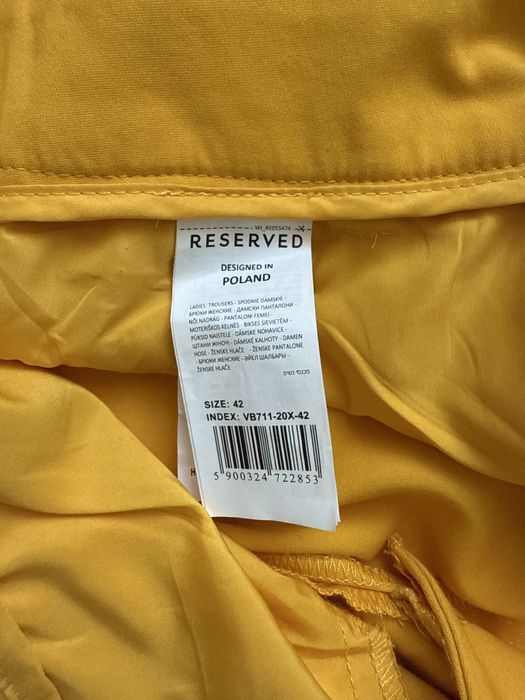 WI_RE055474
RESERVED
DESIGNED IN
POLAND
LADIES' TROUSERS - SPODNIE DAMSKIE -
БРЮКИ ЖЕНСКИЕ - ДАМСКИ ПАНТАЛОНИ -
NŐI NADRÁG - PANTALONI FEMEI -
MOTERIŠKOS KELNĖS - BIKSES SIEVIETĒM -
PÜKSID NAISTELE - DÁMSKE NOHAVICE -
ШТАНИ ЖІНОЧІ - DÁMSKÉ KALHOTY - DAMEN
HOSE - ŽENSKE HLAČE - ŽENSKE PANTALONE
- БРЮКИ ЖЕНСКИЕ - ӘЙЕЛ ШАЛБАРЫ -
ŽENSKE HLAČE
מכנסי נשים
SIZE: 42
INDEX: VB711-20X-42
5 900324 722853
H